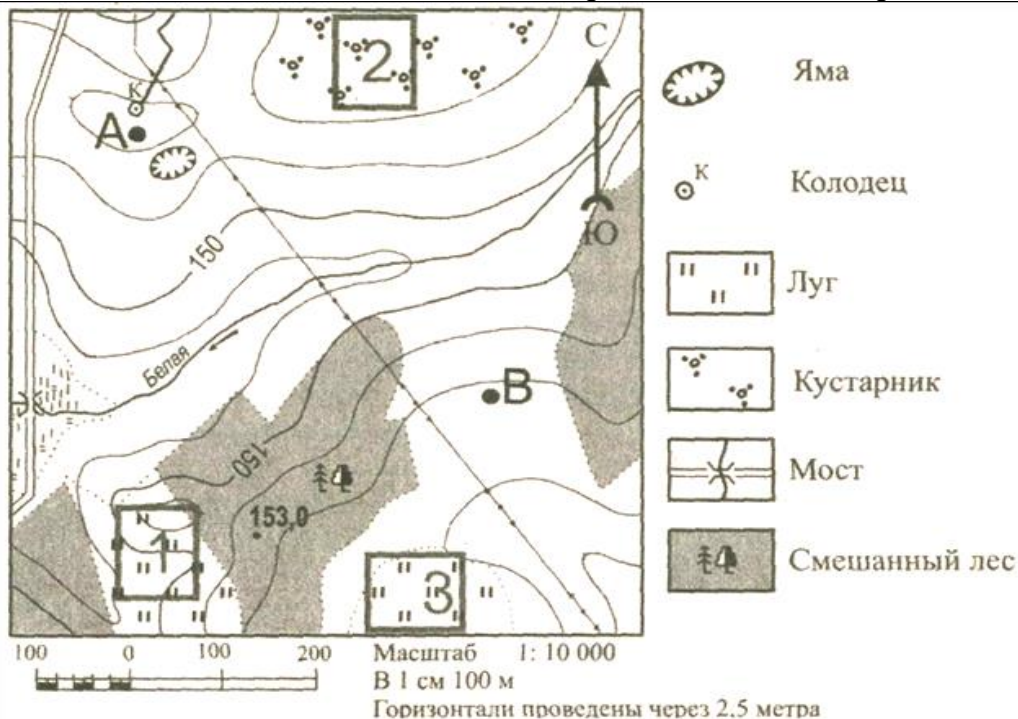 К
А
2
С
Ю
150
Белая
В
150
153,0
1
3
Яма
К
Колодец
Луг
Кустарник
Мост
Смешанный лес
100 0 100 200
Масштаб 1: 10 000
В 1 см 100 м
Горизонтали проведены через 2,5 метра